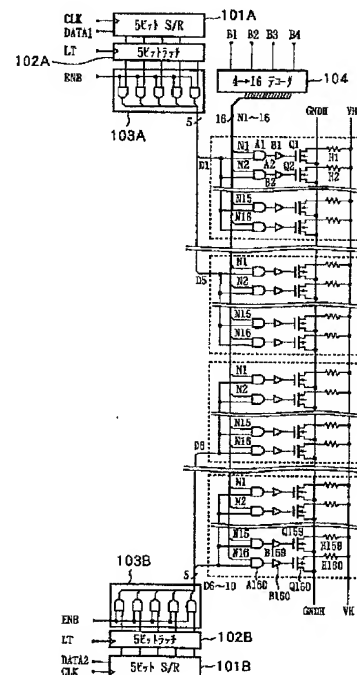 101A
CLK
DATA1
5ビット S/R
102A
LT
5ビットラッチ
ENB
103A
5
B1 B2 B3 B4
4→16 デコーダ
104
16
N1~16
GNDH
VH
D1
N1 A1 B1 Q1
H1
N2 A2 Q2
B2
H2
N15
N16
D5
N1
N2
N15
N16
N1
N2
N15
D6
N16
N1
N2
N15
Q159
N16
B159
H159
H160
A160
Q160
B160
D6~10
GNDH
VH
5
103B
ENB
LT
5ビットラッチ
102B
DATA2
CLK
5ビット S/R
101B